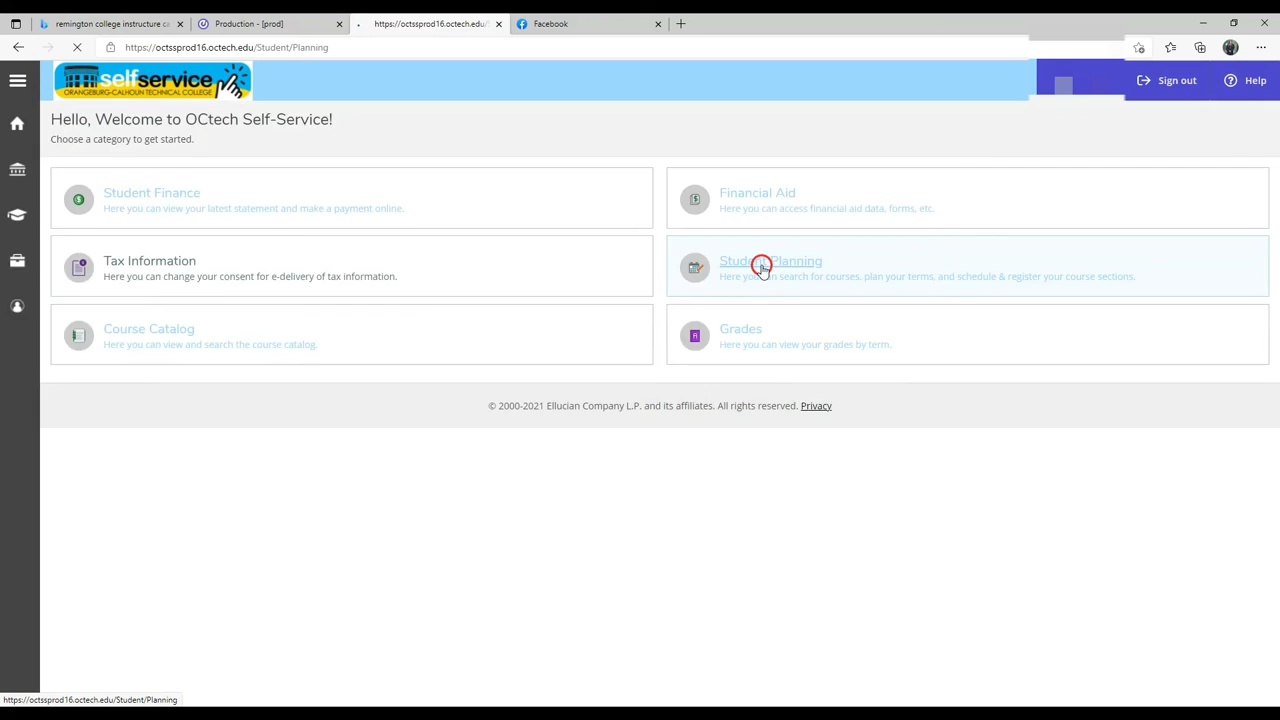 remington college instructure ca
Production - [prod]
https://octssprod16.octech.edu/S
Facebook
https://octssprod16.octech.edu/Student/Planning
selfservice
ORANGEBURG-CALHOUN TECHNICAL COLLEGE
Sign out
Help
Hello, Welcome to OCtech Self-Service!
Choose a category to get started.
Student Finance
Here you can view your latest statement and make a payment online.
Financial Aid
Here you can access financial aid data, forms, etc.
Tax Information
Here you can change your consent for e-delivery of tax information.
Student Planning
Here you can search for courses, plan your terms, and schedule & register your course sections.
Course Catalog
Here you can view and search the course catalog.
Grades
Here you can view your grades by term.
© 2000-2021 Ellucian Company L.P. and its affiliates. All rights reserved. Privacy
https://octssprod16.octech.edu/Student/Planning